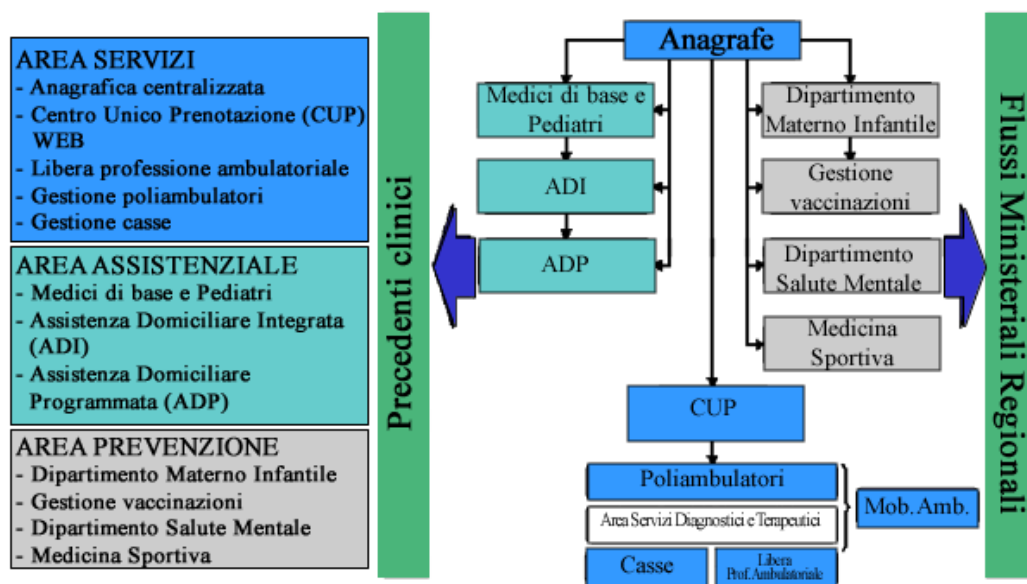 AREA SERVIZI
- Anagrafica centralizzata
- Centro Unico Prenotazione (CUP)
WEB
- Libera professione ambulatoriale
- Gestione poliambulatori
- Gestione casse
AREA ASSISTENZIALE
- Medici di base e Pediatri
- Assistenza Domiciliare Integrata
(ADI)
- Assistenza Domiciliare
Programmata (ADP)
AREA PREVENZIONE
- Dipartimento Materno Infantile
- Gestione vaccinazioni
- Dipartimento Salute Mentale
- Medicina Sportiva
Precedenti clinici
Anagrafe
Medici di base e
Pediatri
ADI
ADP
Dipartimento
Materno Infantile
Gestione
vaccinazioni
Dipartimento
Salute Mentale
Medicina
Sportiva
CUP
Poliambulatori
Area Servizi Diagnostici e Terapeutici
Casse
Libera
Prof.Ambulatoriale
Mob. Amb.
Flussi Ministeriali Regionali